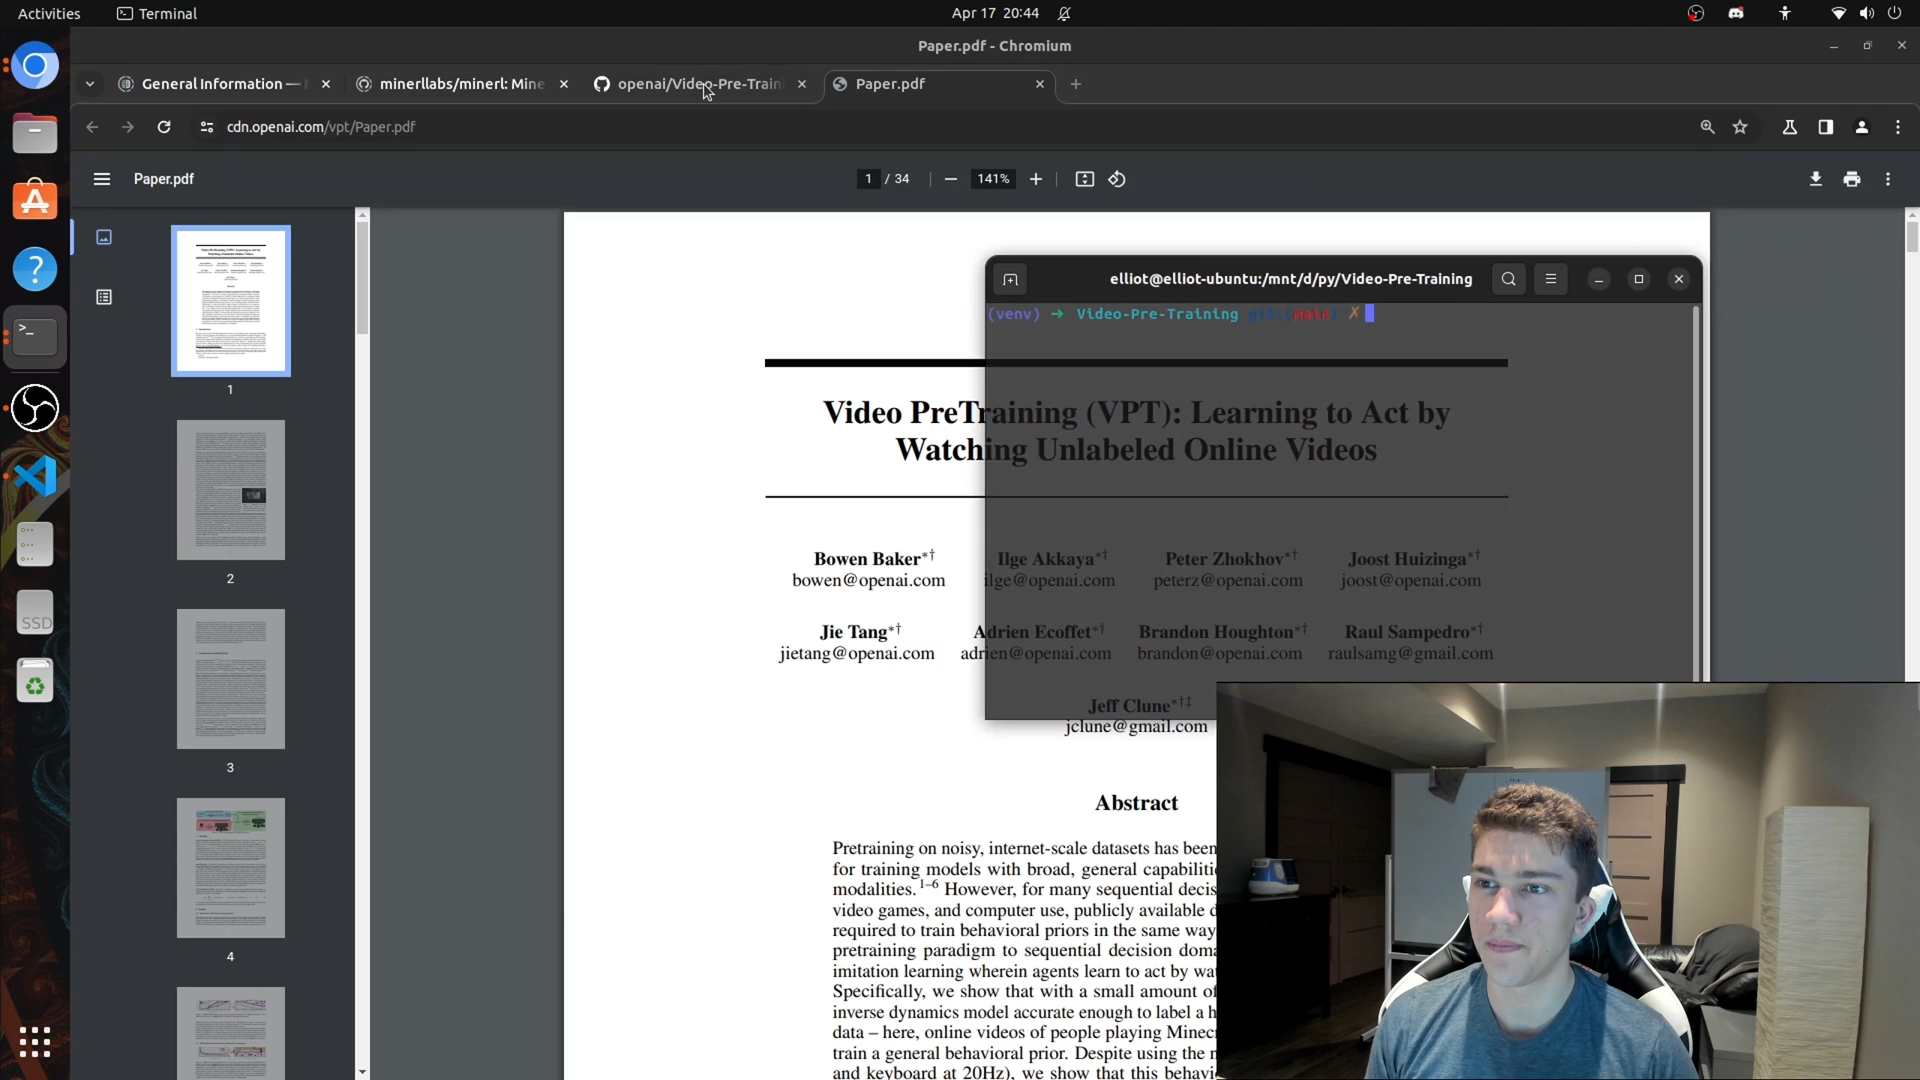 Activities
Terminal
Apr 17 20:44
Paper.pdf - Chromium
General Information —
minerllabs/minerl: Mine
openai/Video-Pre-Traini
Paper.pdf
cdn.openai.com/vpt/Paper.pdf
Paper.pdf
1 / 34
141%
1
2
3
4
elliot@elliot-ubuntu:/mnt/d/py/Video-Pre-Training
(venv) ➜ Video-Pre-Training git:(main) ✗
Video PreTraining (VPT): Learning to Act by
Watching Unlabeled Online Videos
Bowen Baker*† Ilge Akkaya*† Peter Zhokhov*† Joost Huizinga*†
bowen@openai.com ilge@openai.com peterz@openai.com joost@openai.com
Jie Tang*† Adrien Ecoffet*† Brandon Houghton*† Raul Sampedro*†
jietang@openai.com adrien@openai.com brandon@openai.com raulsamg@gmail.com
Jeff Clune*†‡
jclune@gmail.com
Abstract
Pretraining on noisy, internet-scale datasets has been
for training models with broad, general capabiliti
modalities.1–6 However, for many sequential decis
video games, and computer use, publicly available d
required to train behavioral priors in the same way
pretraining paradigm to sequential decision doma
imitation learning wherein agents learn to act by wa
Specifically, we show that with a small amount of
inverse dynamics model accurate enough to label a h
data – here, online videos of people playing Minec
train a general behavioral prior. Despite using the n
and keyboard at 20Hz), we show that this behavi
SSD